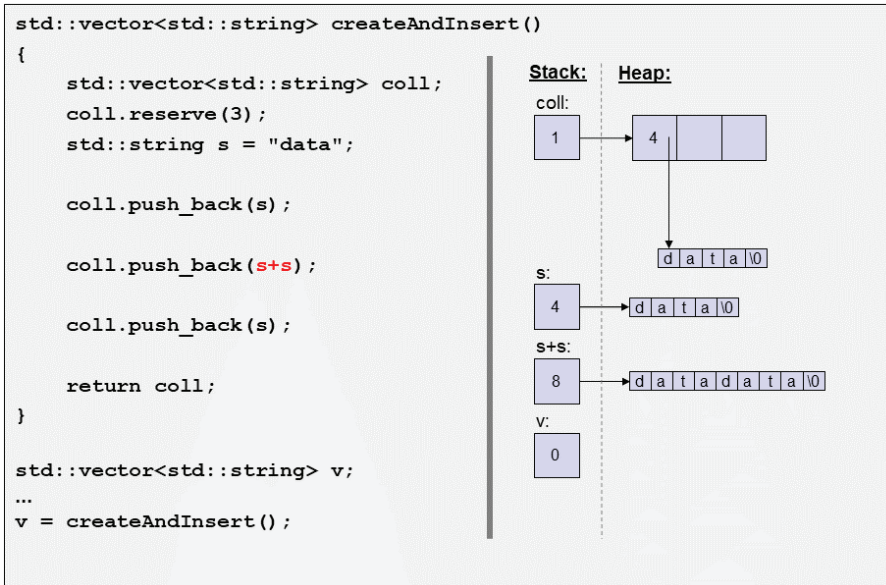 std::vector<std::string> createAndInsert()
{
std::vector<std::string> coll;
coll.reserve(3);
std::string s = "data";
coll.push_back(s);
coll.push_back(s+s);
coll.push_back(s);
return coll;
}
std::vector<std::string> v;
...
v = createAndInsert();
Stack: Heap:
coll:
1 4
d a t a \0
s:
4 d a t a \0
s+s:
8 d a t a d a t a \0
v:
0